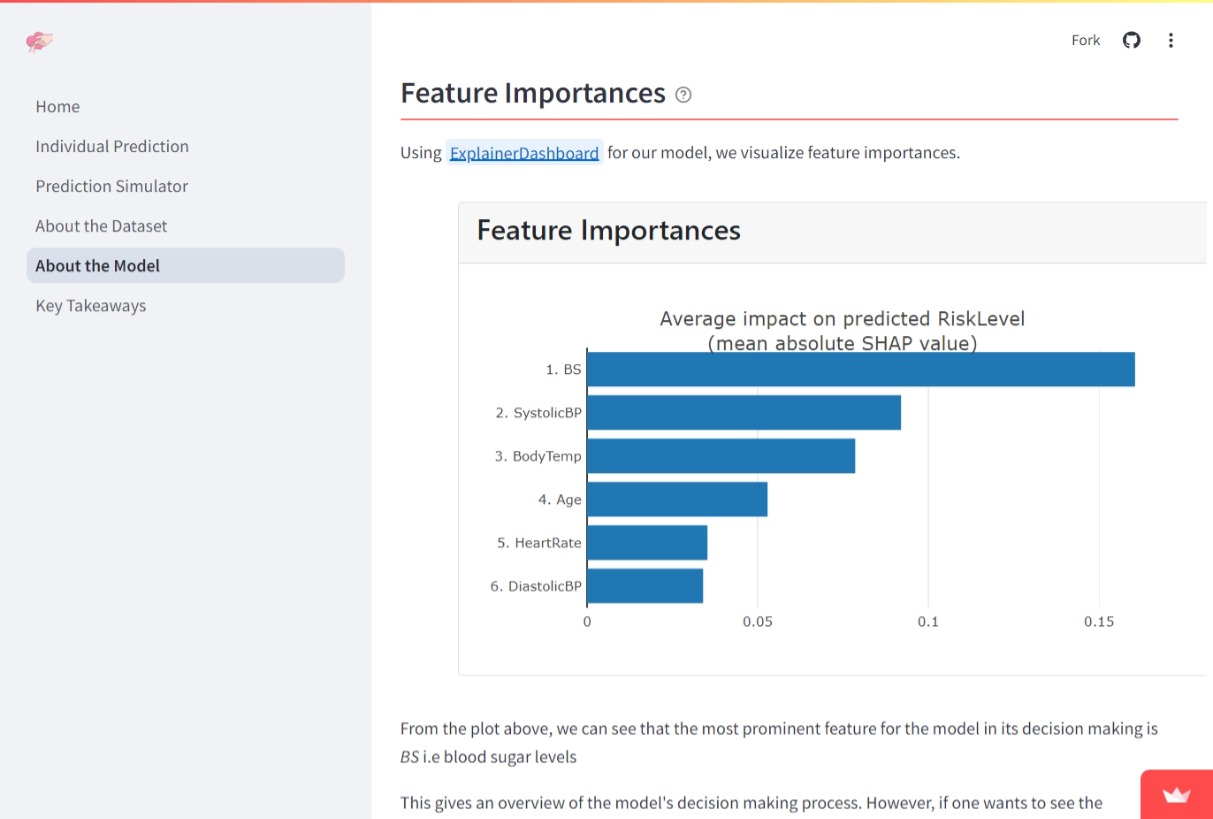 Fork
Home
Individual Prediction
Prediction Simulator
About the Dataset
About the Model
Key Takeaways
Feature Importances
Using ExplainerDashboard for our model, we visualize feature importances.
Feature Importances
Average impact on predicted RiskLevel
(mean absolute SHAP value)
1. BS
2. SystolicBP
3. BodyTemp
4. Age
5. HeartRate
6. DiastolicBP
0 0.05 0.1 0.15
From the plot above, we can see that the most prominent feature for the model in its decision making is
BS i.e blood sugar levels
This gives an overview of the model's decision making process. However, if one wants to see the